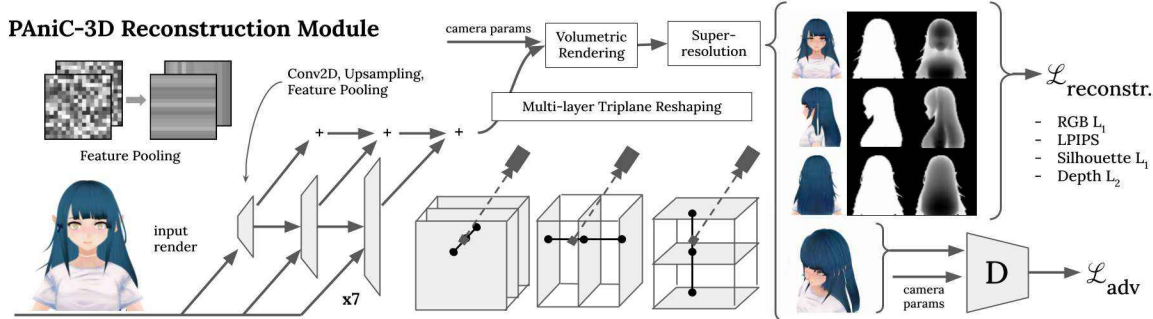 PAniC-3D Reconstruction Module
Feature Pooling
input
render
Conv2D, Upsampling,
Feature Pooling
+
+
+
x7
camera params
Volumetric
Rendering
Super-
resolution
Multi-layer Triplane Reshaping
ℒreconstr.
- RGB L1
- LPIPS
- Silhouette L1
- Depth L2
camera
params
D
ℒadv